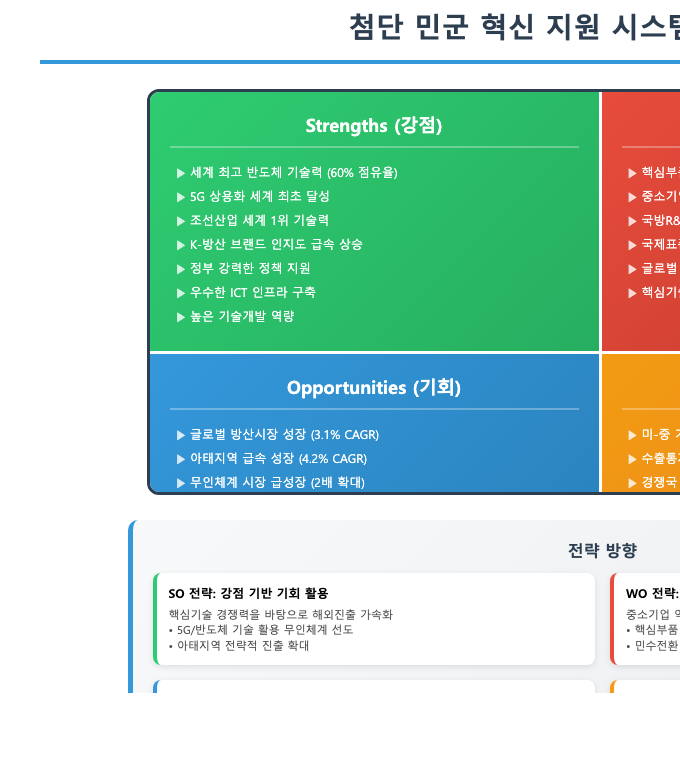 첨단 민군 혁신 지원 시스템
Strengths (강점)
▶ 세계 최고 반도체 기술력 (60% 점유율)
▶ 5G 상용화 세계 최초 달성
▶ 조선산업 세계 1위 기술력
▶ K-방산 브랜드 인지도 급속 상승
▶ 정부 강력한 정책 지원
▶ 우수한 ICT 인프라 구축
▶ 높은 기술개발 역량
▶ 핵심부
▶ 중소기
▶ 국방R&
▶ 국제표
▶ 글로벌
▶ 핵심기
Opportunities (기회)
▶ 글로벌 방산시장 성장 (3.1% CAGR)
▶ 아태지역 급속 성장 (4.2% CAGR)
▶ 무인체계 시장 급성장 (2배 확대)
▶ 미-중
▶ 수출통
▶ 경쟁국
전략 방향
SO 전략: 강점 기반 기회 활용
핵심기술 경쟁력을 바탕으로 해외진출 가속화
• 5G/반도체 기술 활용 무인체계 선도
• 아태지역 전략적 진출 확대
WO 전략:
중소기업
• 핵심부품
• 민수전환